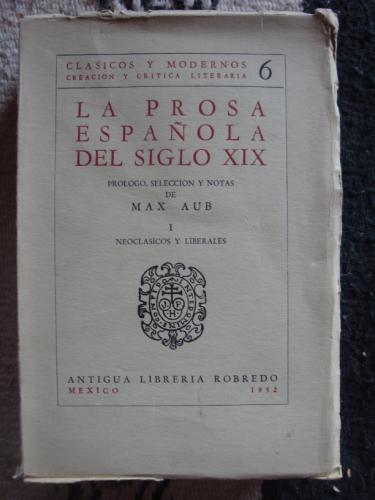 CLASICOS Y MODERNOS
CREACION Y CRITICA LITERARIA 6
LA PROSA
ESPAÑOLA
DEL SIGLO XIX
PROLOGO, SELECCION Y NOTAS
DE
MAX AUB
I
NEOCLASICOS Y LIBERALES
ANTIGUA LIBRERIA ROBREDO
MEXICO 1952